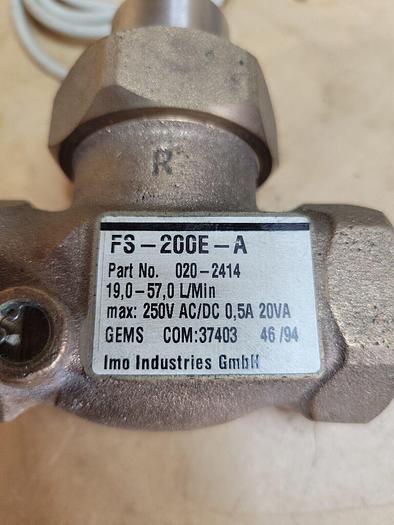 R
FS-200E-A
Part No. 020-2414
19,0-57,0 L/Min
max: 250V AC/DC 0,5A 20VA
GEMS COM:37403 46/94
Imo Industries GmbH